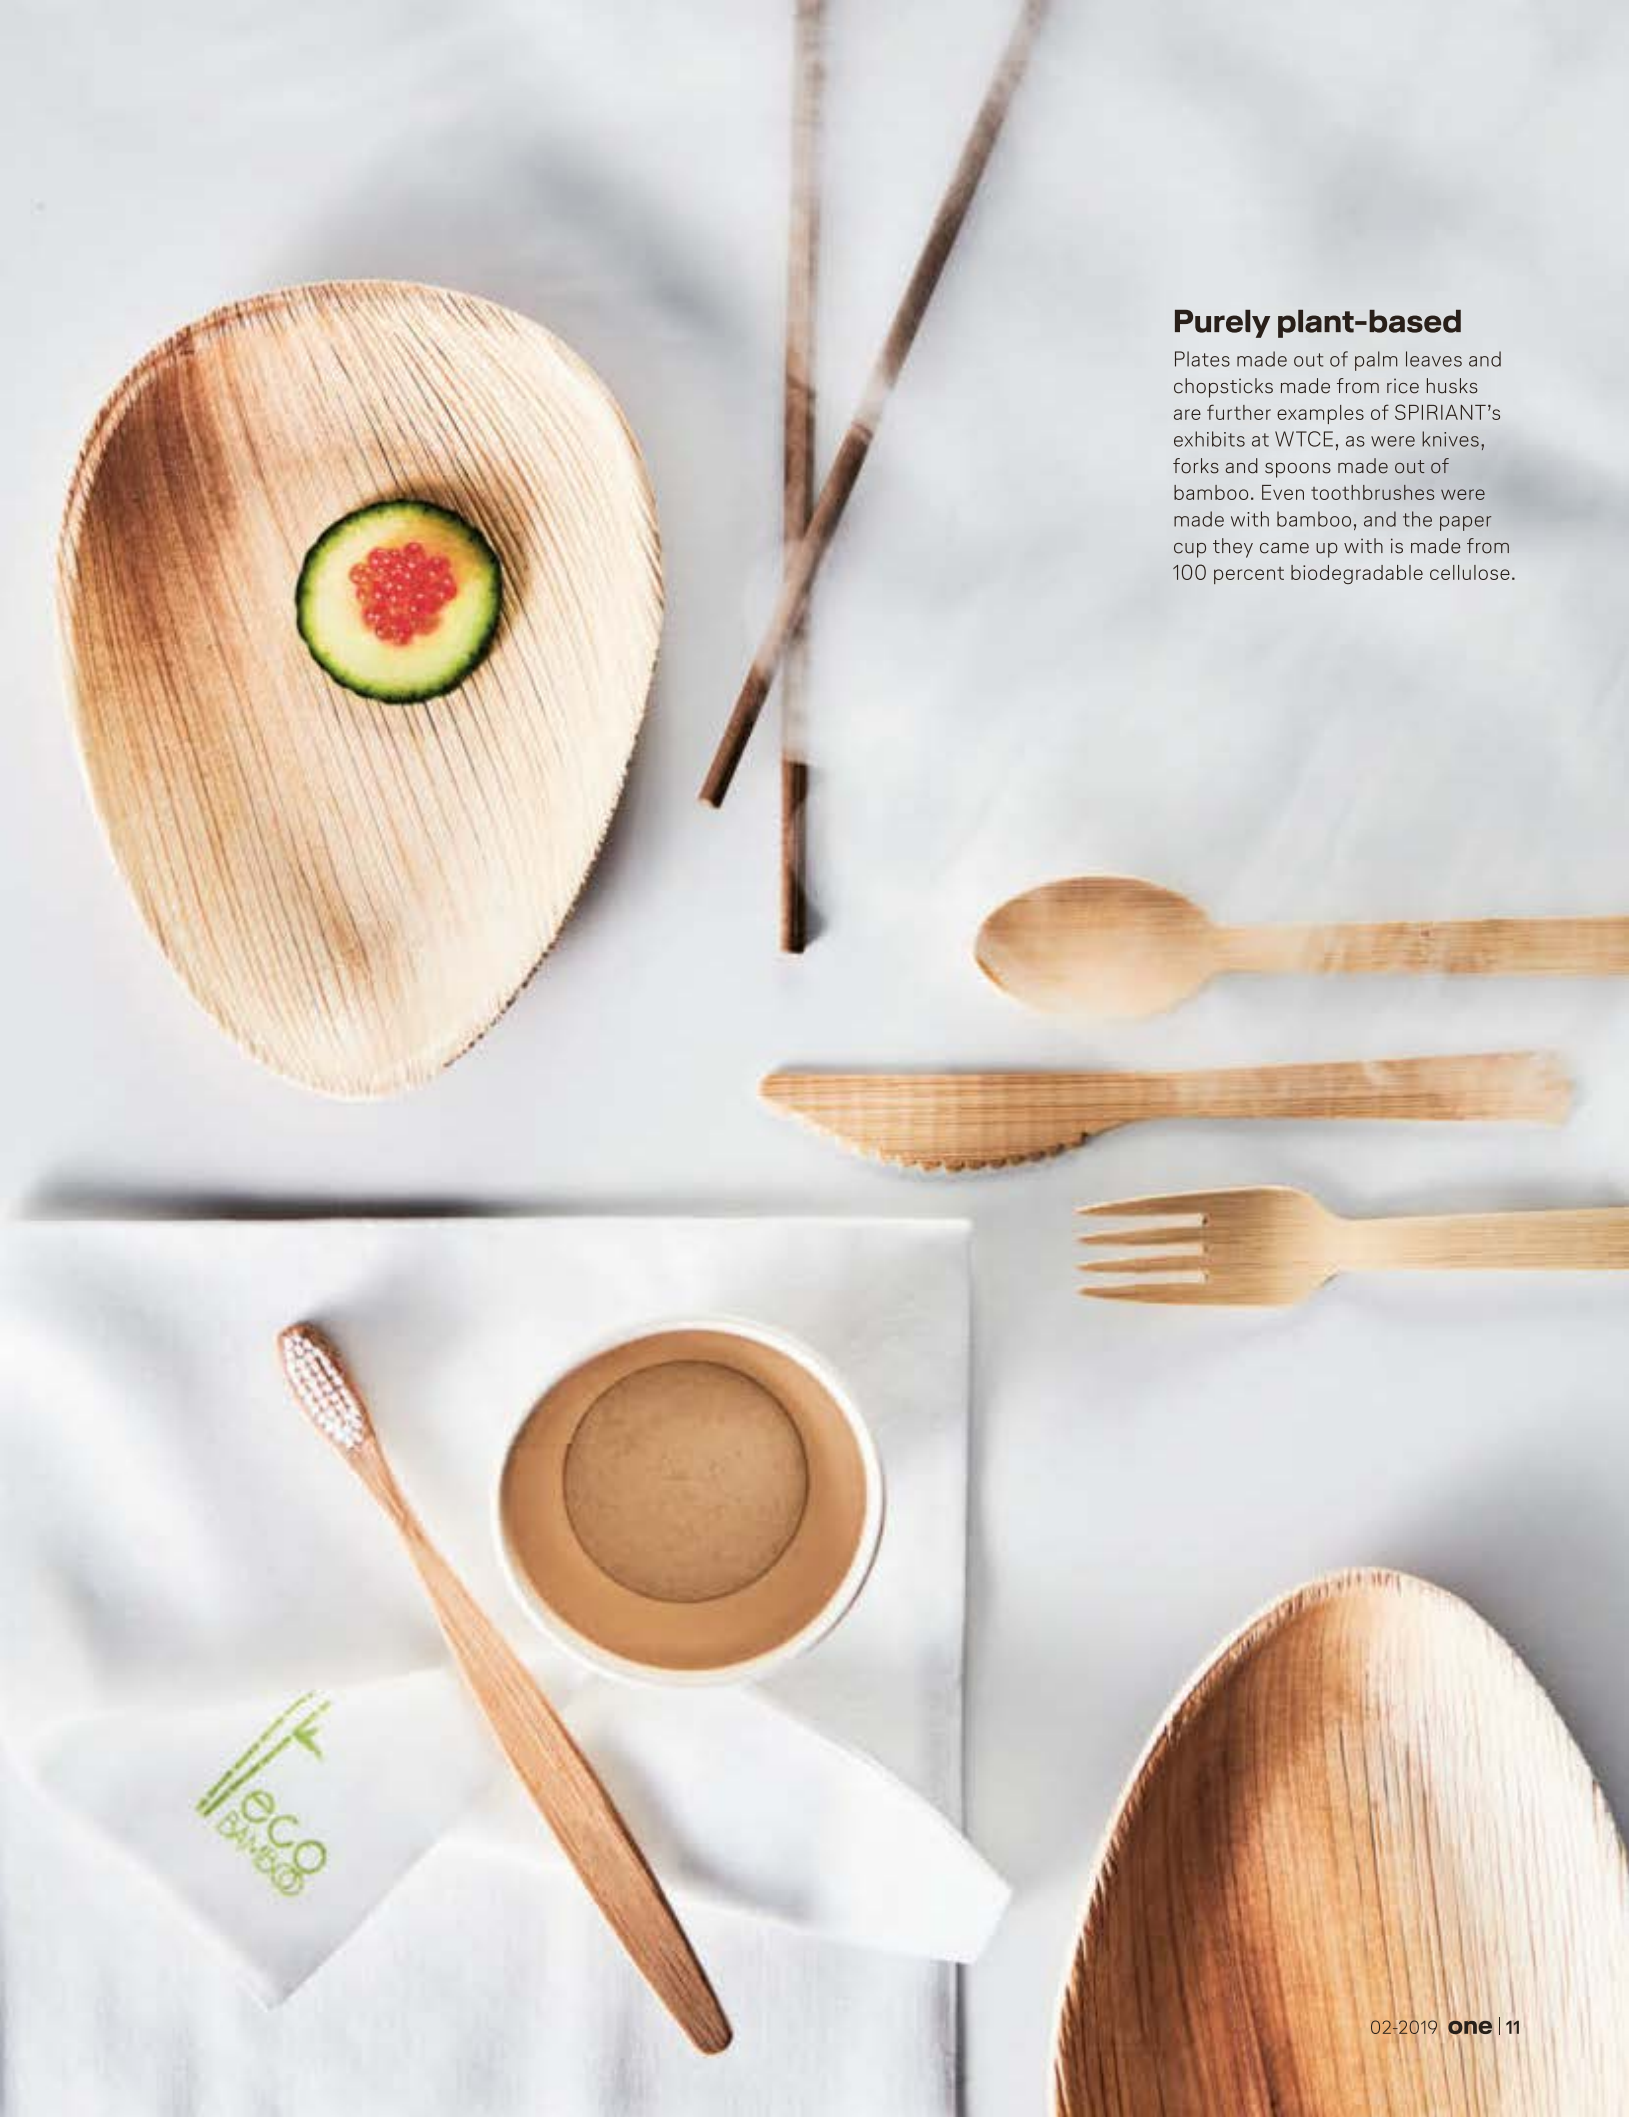 Purely plant-based
Plates made out of palm leaves and
chopsticks made from rice husks
are further examples of SPIRIANT’s
exhibits at WTCE, as were knives,
forks and spoons made out of
bamboo. Even toothbrushes were
made with bamboo, and the paper
cup they came up with is made from
100 percent biodegradable cellulose.
eco
BAMBOO
02-2019 one | 11